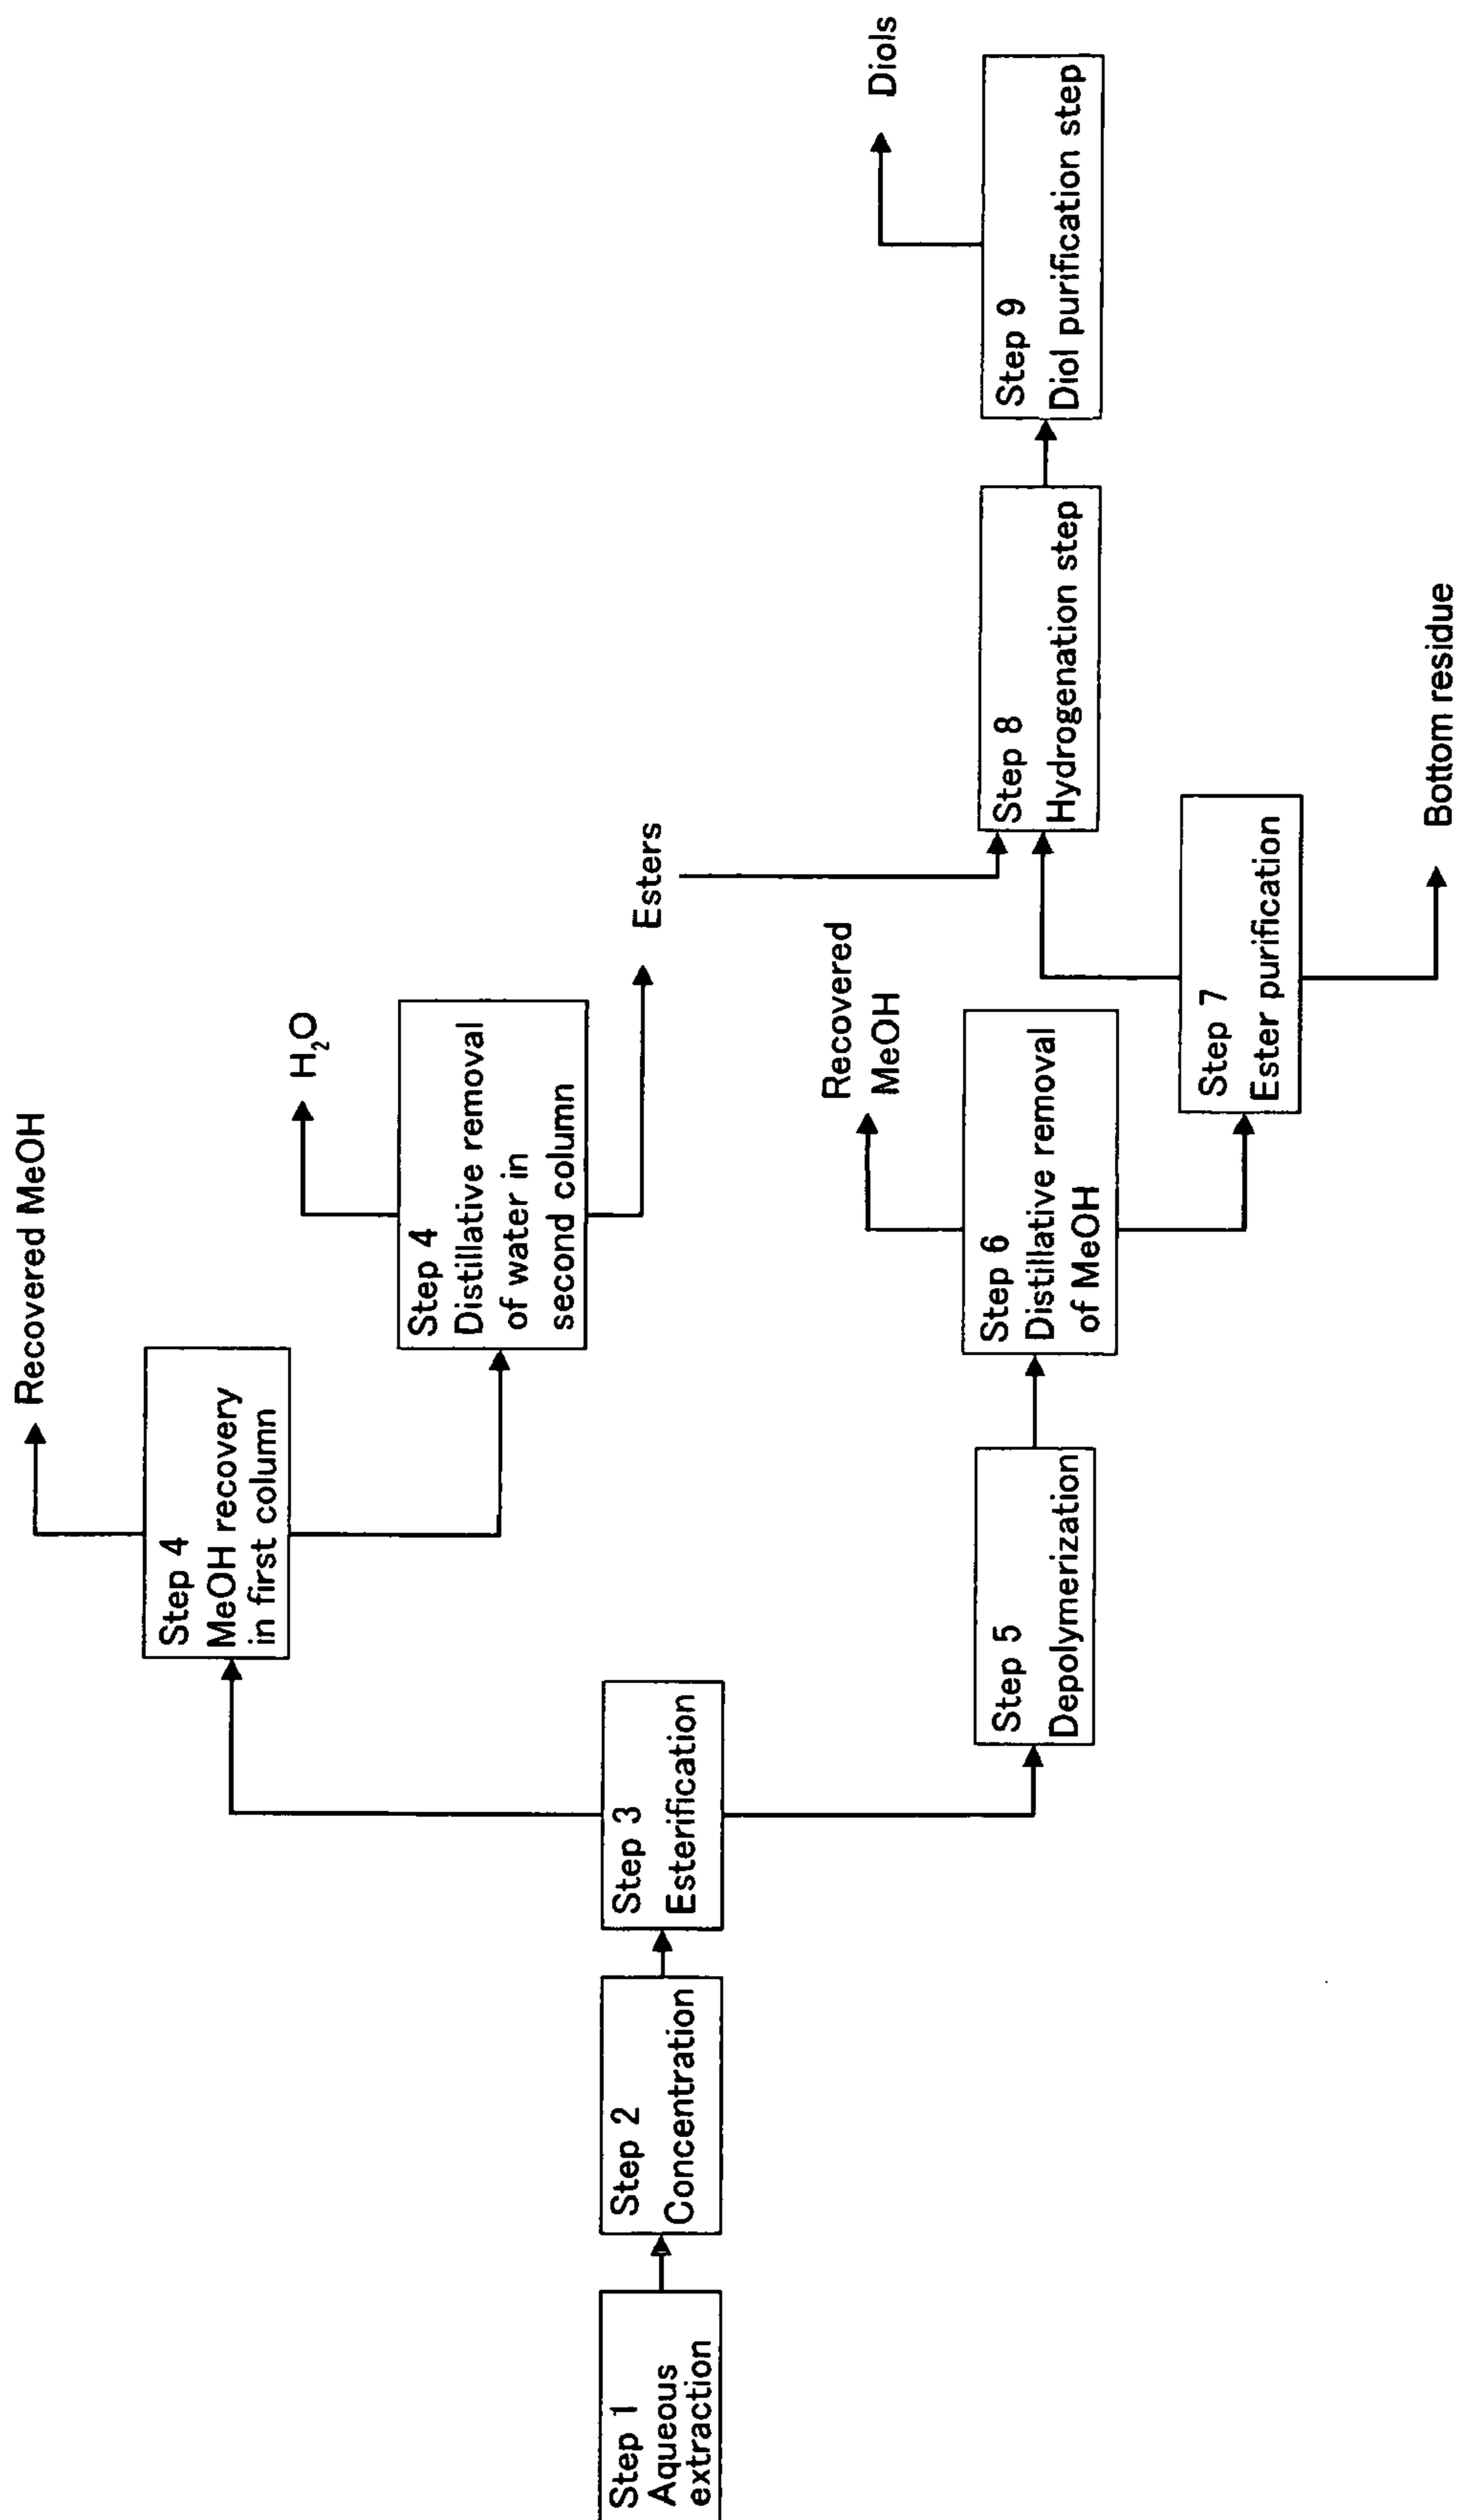 Step 1
Aqueous
extraction
Step 2
Concentration
Step 3
Esterification
Step 4
MeOH recovery
in first column
Recovered MeOH
Step 4
Distillative removal
of water in
second column
H₂O
Esters
Step 5
Depolymerization
Step 6
Distillative removal
of MeOH
Recovered
MeOH
Step 7
Ester purification
Bottom residue
Step 8
Hydrogenation step
Step 9
Diol purification step
Diols